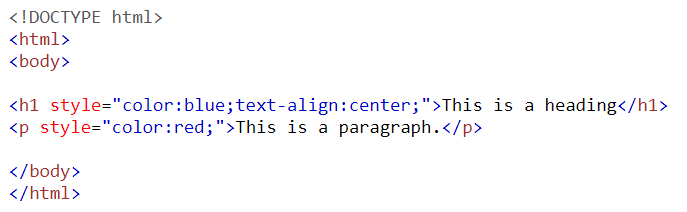 <!DOCTYPE html>
<html>
<body>
<h1 style="color:blue;text-align:center;">This is a heading</h1>
<p style="color:red;">This is a paragraph.</p>
</body>
</html>